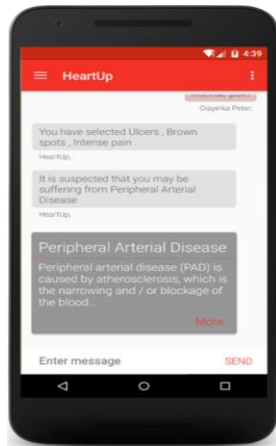 4:39
HeartUp
Olayinka Peter,
You have selected Ulcers , Brown
spots , Intense pain .
HeartUp,
It is suspected that you may be
suffering from Peripheral Arterial
Disease
HeartUp,
Peripheral Arterial Disease
Peripheral arterial disease (PAD) is
caused by atherosclerosis, which is
the narrowing and / or blockage of
the blood...
More
Enter message SEND